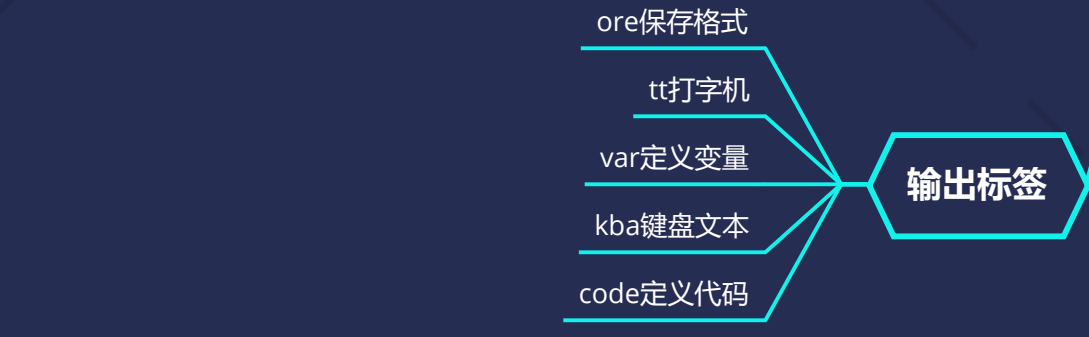 ore保存格式
tt打字机
var定义变量
kba键盘文本
code定义代码
输出标签